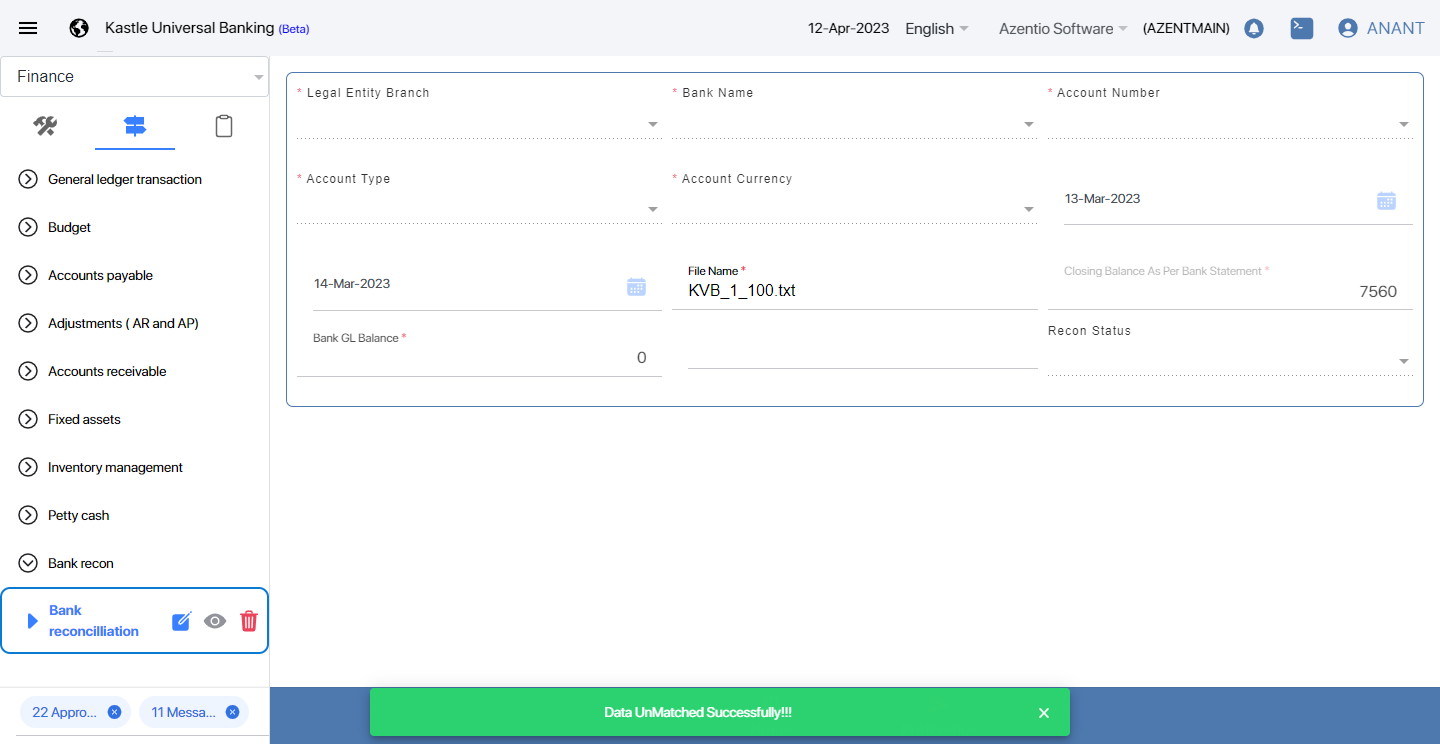 Kastle Universal Banking (Beta)
12-Apr-2023
English
Azentio Software
(AZENTMAIN)
ANANT
Finance
General ledger transaction
Budget
Accounts payable
Adjustments ( AR and AP)
Accounts receivable
Fixed assets
Inventory management
Petty cash
Bank recon
Bank
reconcilliation
22 Appro...
11 Messa...
* Legal Entity Branch
* Bank Name
* Account Number
* Account Type
* Account Currency
13-Mar-2023
14-Mar-2023
File Name *
KVB_1_100.txt
Closing Balance As Per Bank Statement *
7560
Bank GL Balance *
0
Recon Status
Data UnMatched Successfully!!!